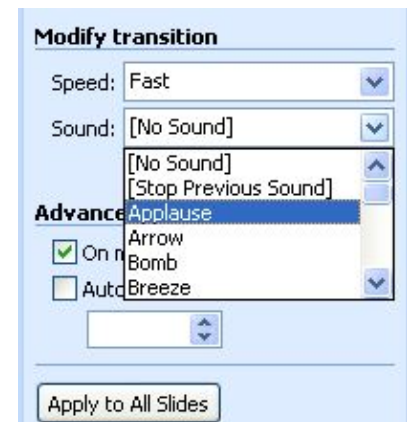 Modify transition
Speed: Fast
Sound: [No Sound]
[No Sound]
[Stop Previous Sound]
Advance Applause
Arrow
On
Bomb
Breeze
Apply to All Slides